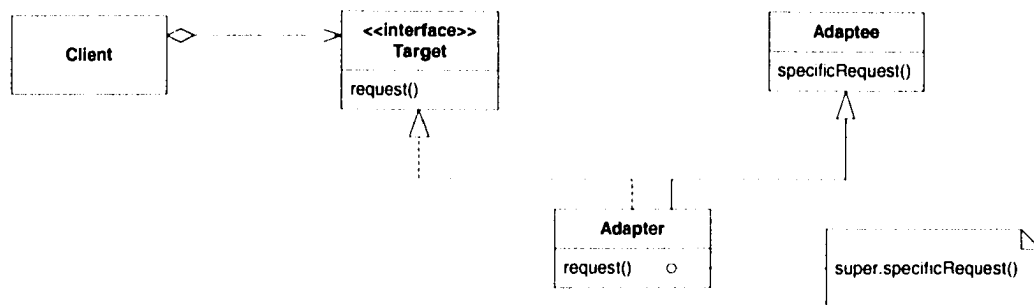 Client
<<interface>>
Target
request()
Adaptee
specificRequest()
Adapter
request()
super.specificRequest()